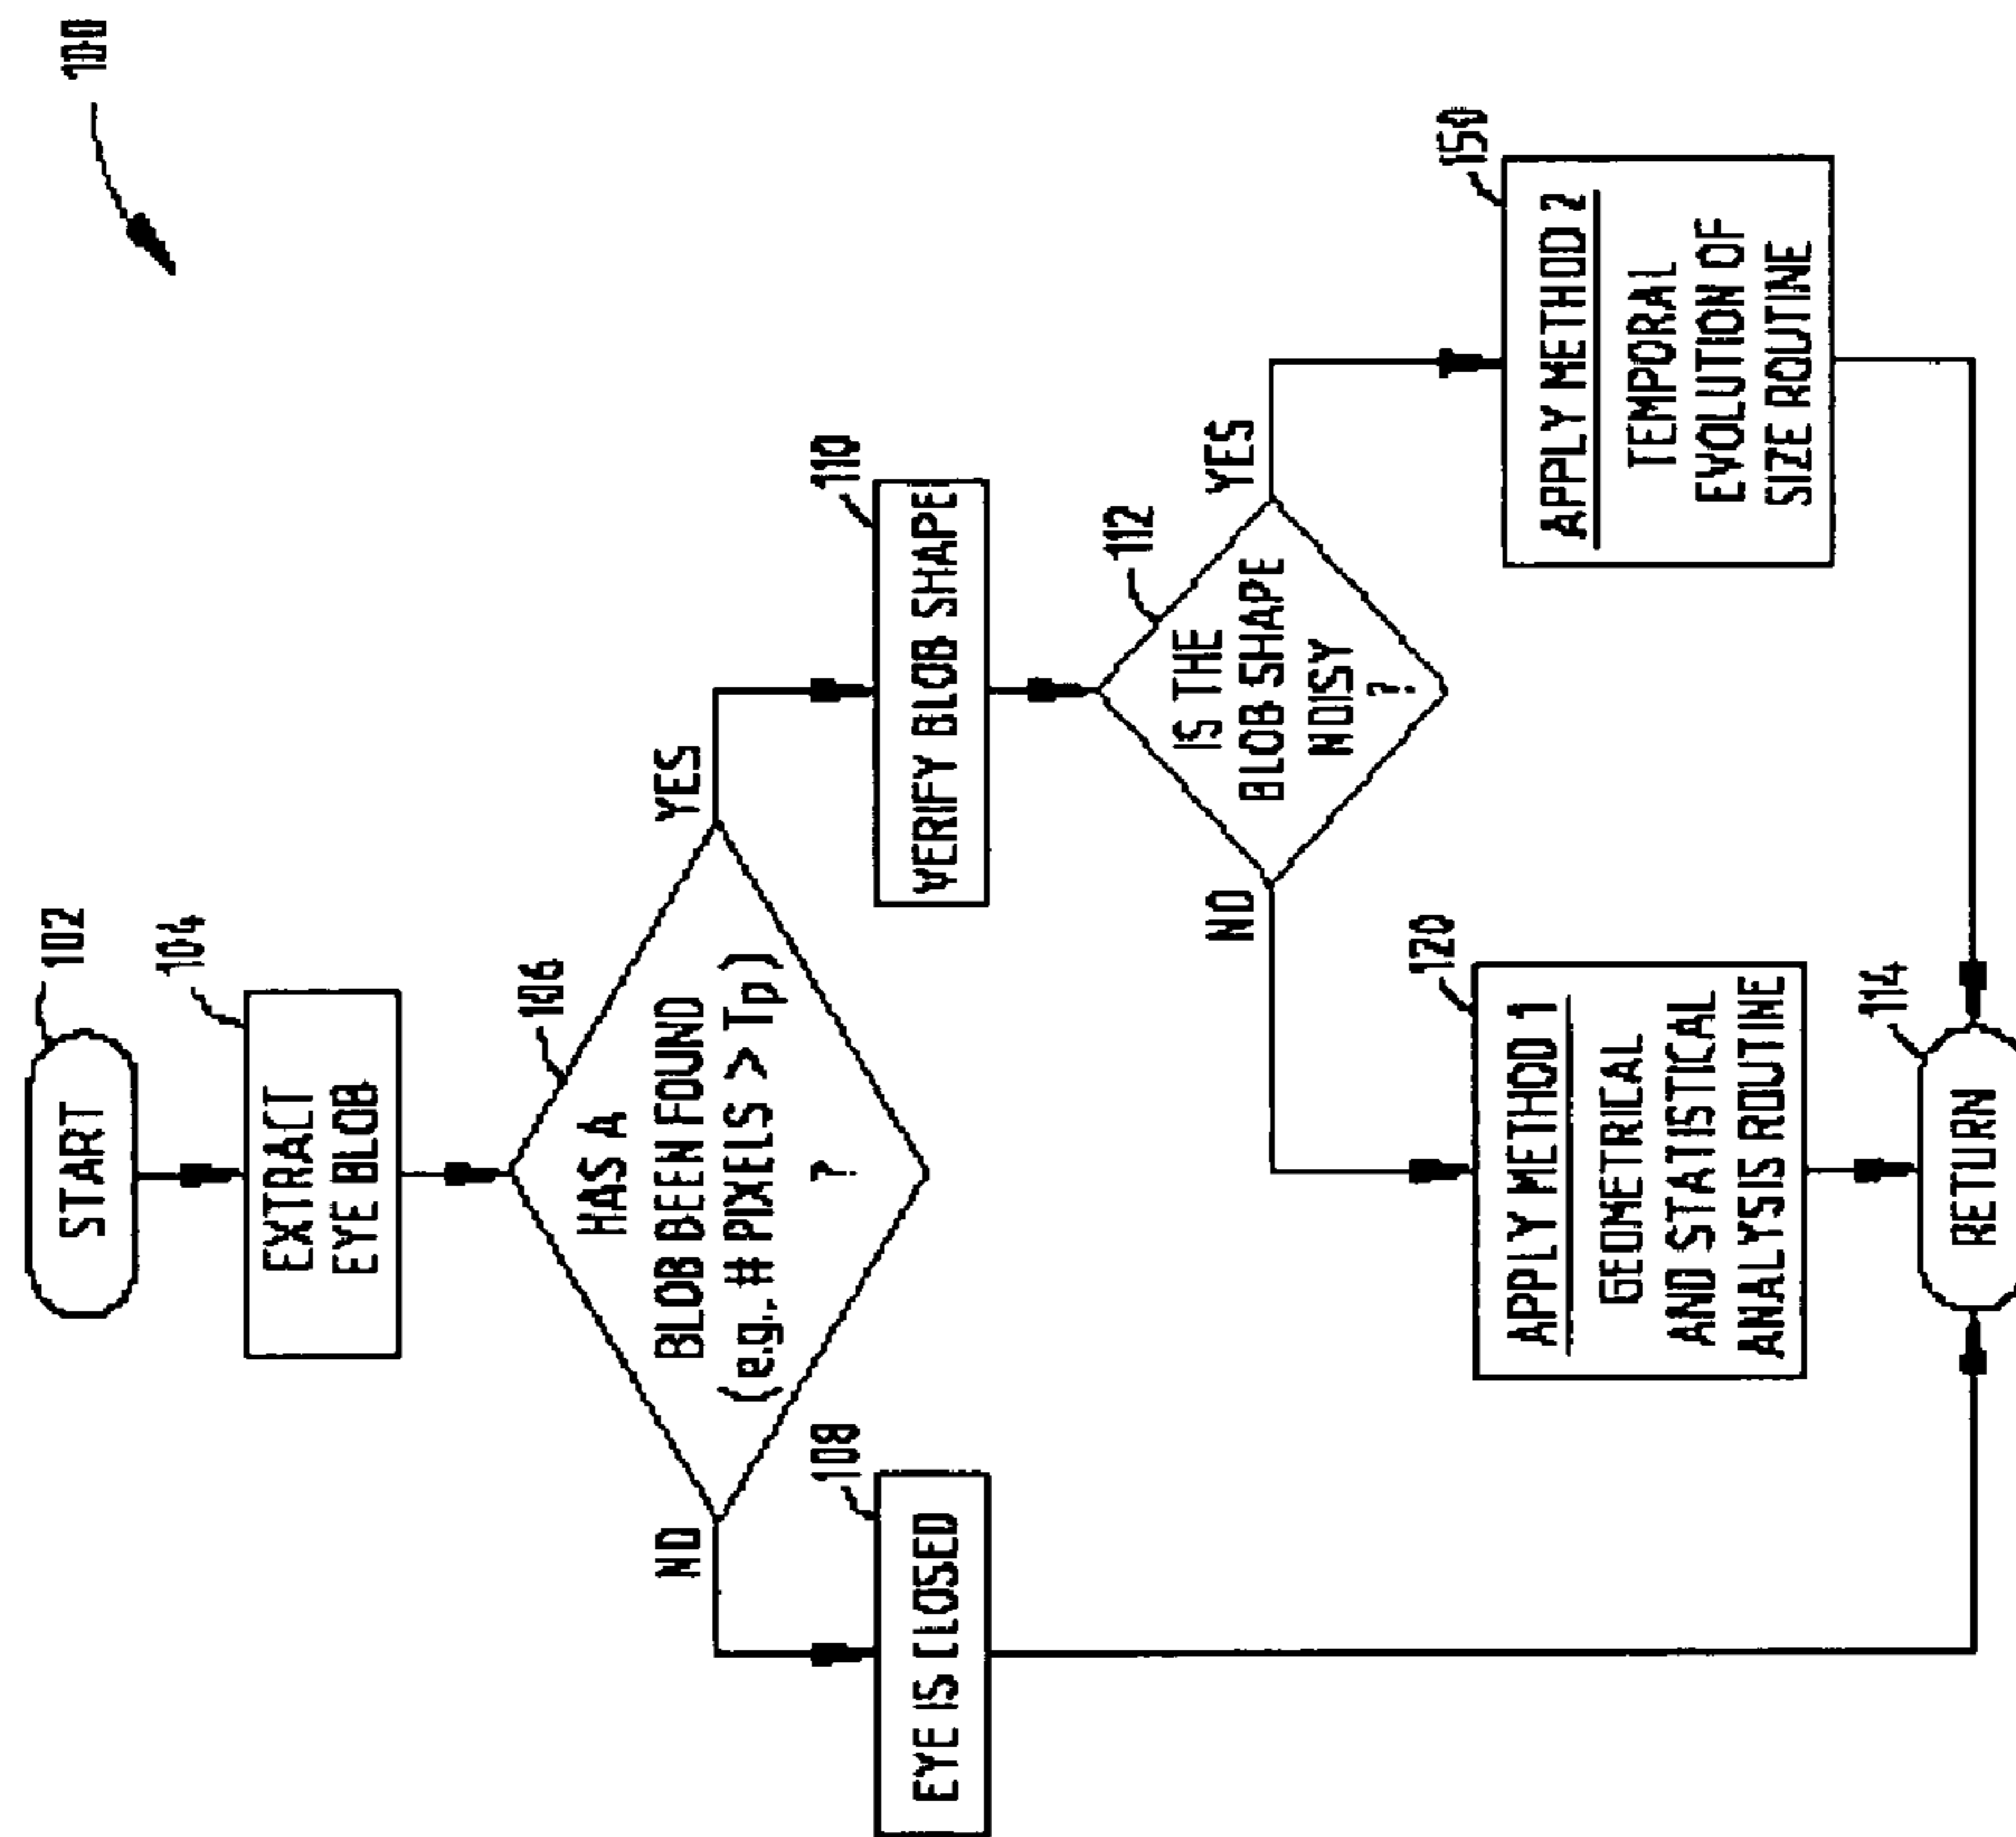 100
102
START
104
EXTRACT
EYE BLOB
106
HAS A
BLOB BEEN FOUND
(e.g. # PIXELS > Tp)
?
NO
YES
108
EYE IS CLOSED
110
VERIFY BLOB SHAPE
112
IS THE
BLOB SHAPE
NOISY
?
NO
YES
120
APPLY METHOD 1
GEOMETRICAL
AND STATISTICAL
ANALYSIS ROUTINE
150
APPLY METHOD 2
TEMPORAL
EVOLUTION OF
SIZE ROUTINE
114
RETURN